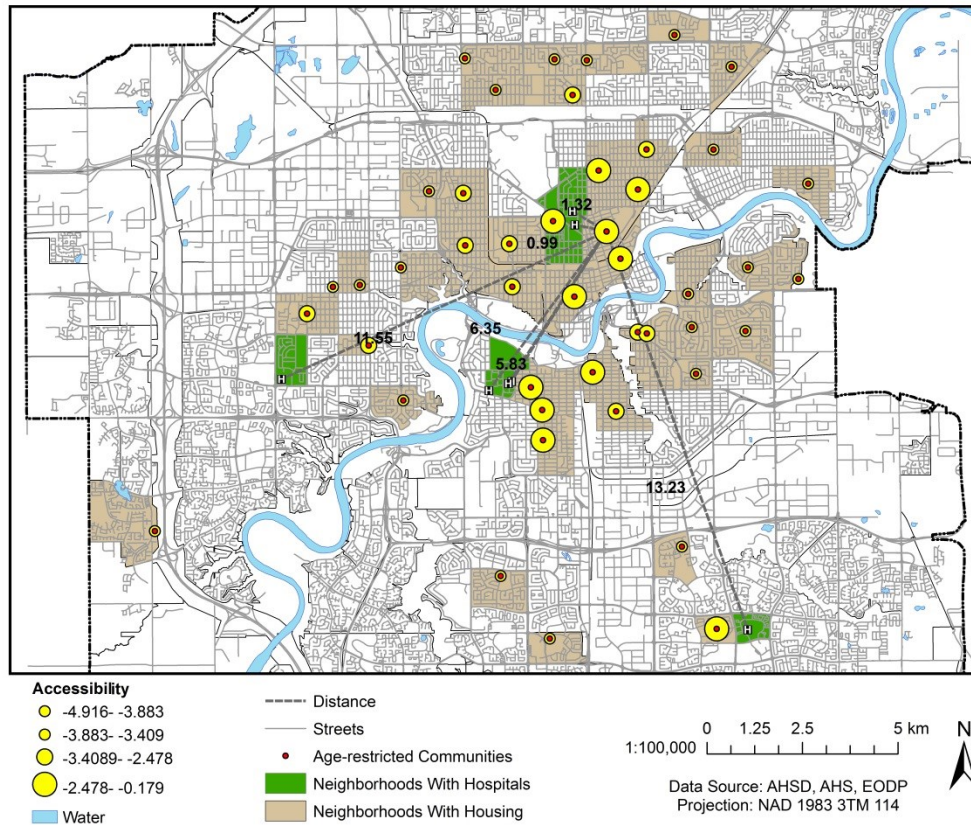 1.32
0.99
6.35
11.55
5.83
13.23
H
H
H
H
H
H
Accessibility
-4.916- -3.883
-3.883- -3.409
-3.4089- -2.478
-2.478- -0.179
Water
Distance
Streets
Age-restricted Communities
Neighborhoods With Hospitals
Neighborhoods With Housing
0 1.25 2.5 5 km
1:100,000
N
Data Source: AHSD, AHS, EODP
Projection: NAD 1983 3TM 114